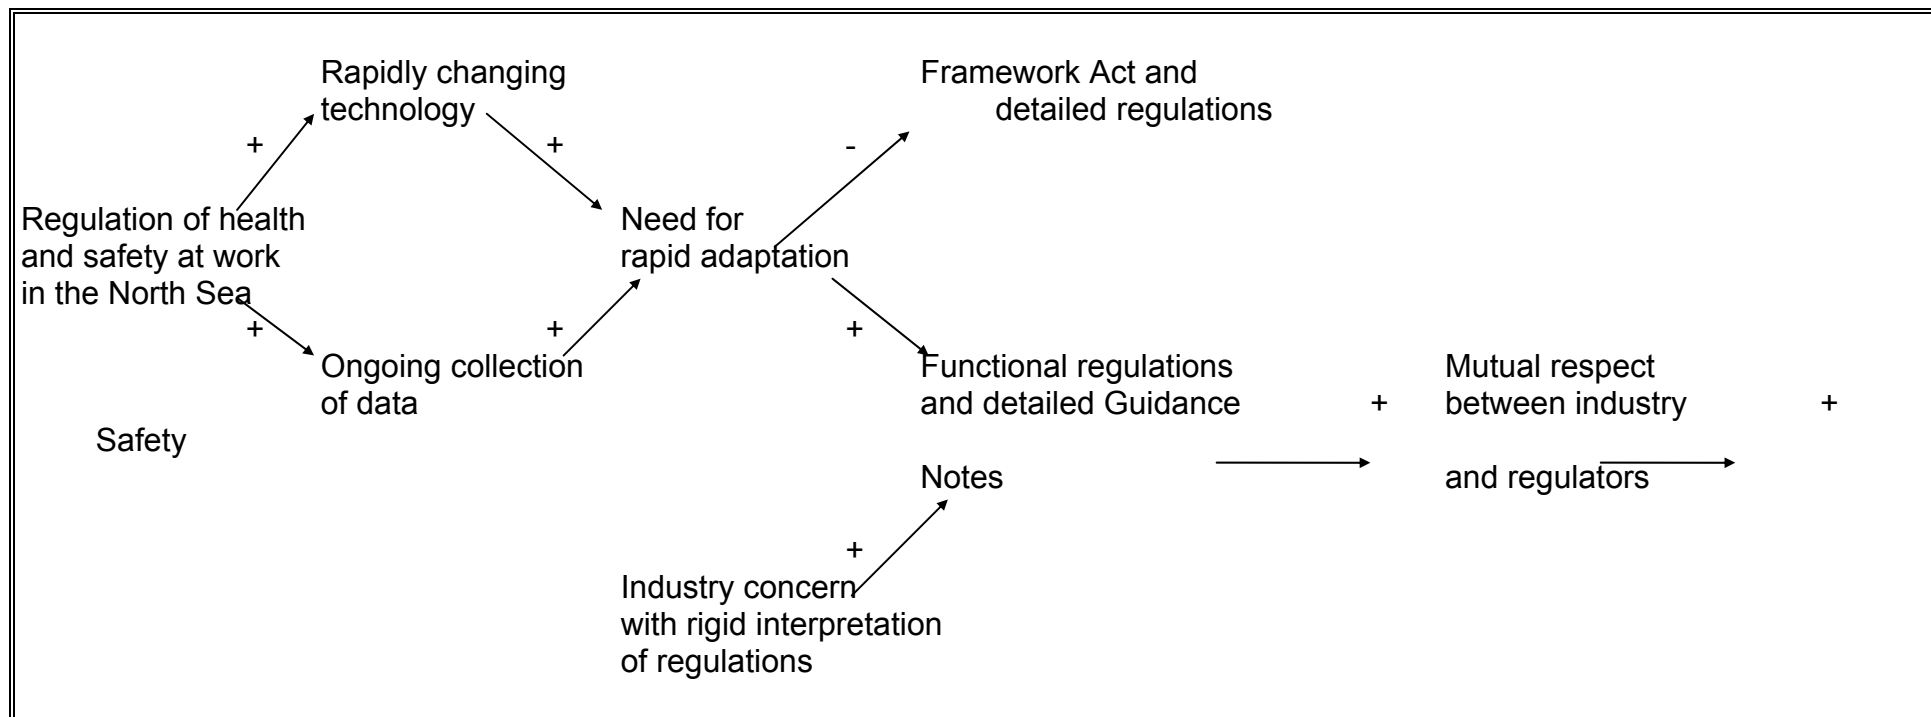 Rapidly changing
technology
Framework Act and
detailed regulations
+
+
-
Regulation of health
and safety at work
in the North Sea
Need for
rapid adaptation
+
+
+
Ongoing collection
of data
Functional regulations
and detailed Guidance
Notes
+
Mutual respect
between industry
and regulators
+
Safety
+
Industry concern
with rigid interpretation
of regulations